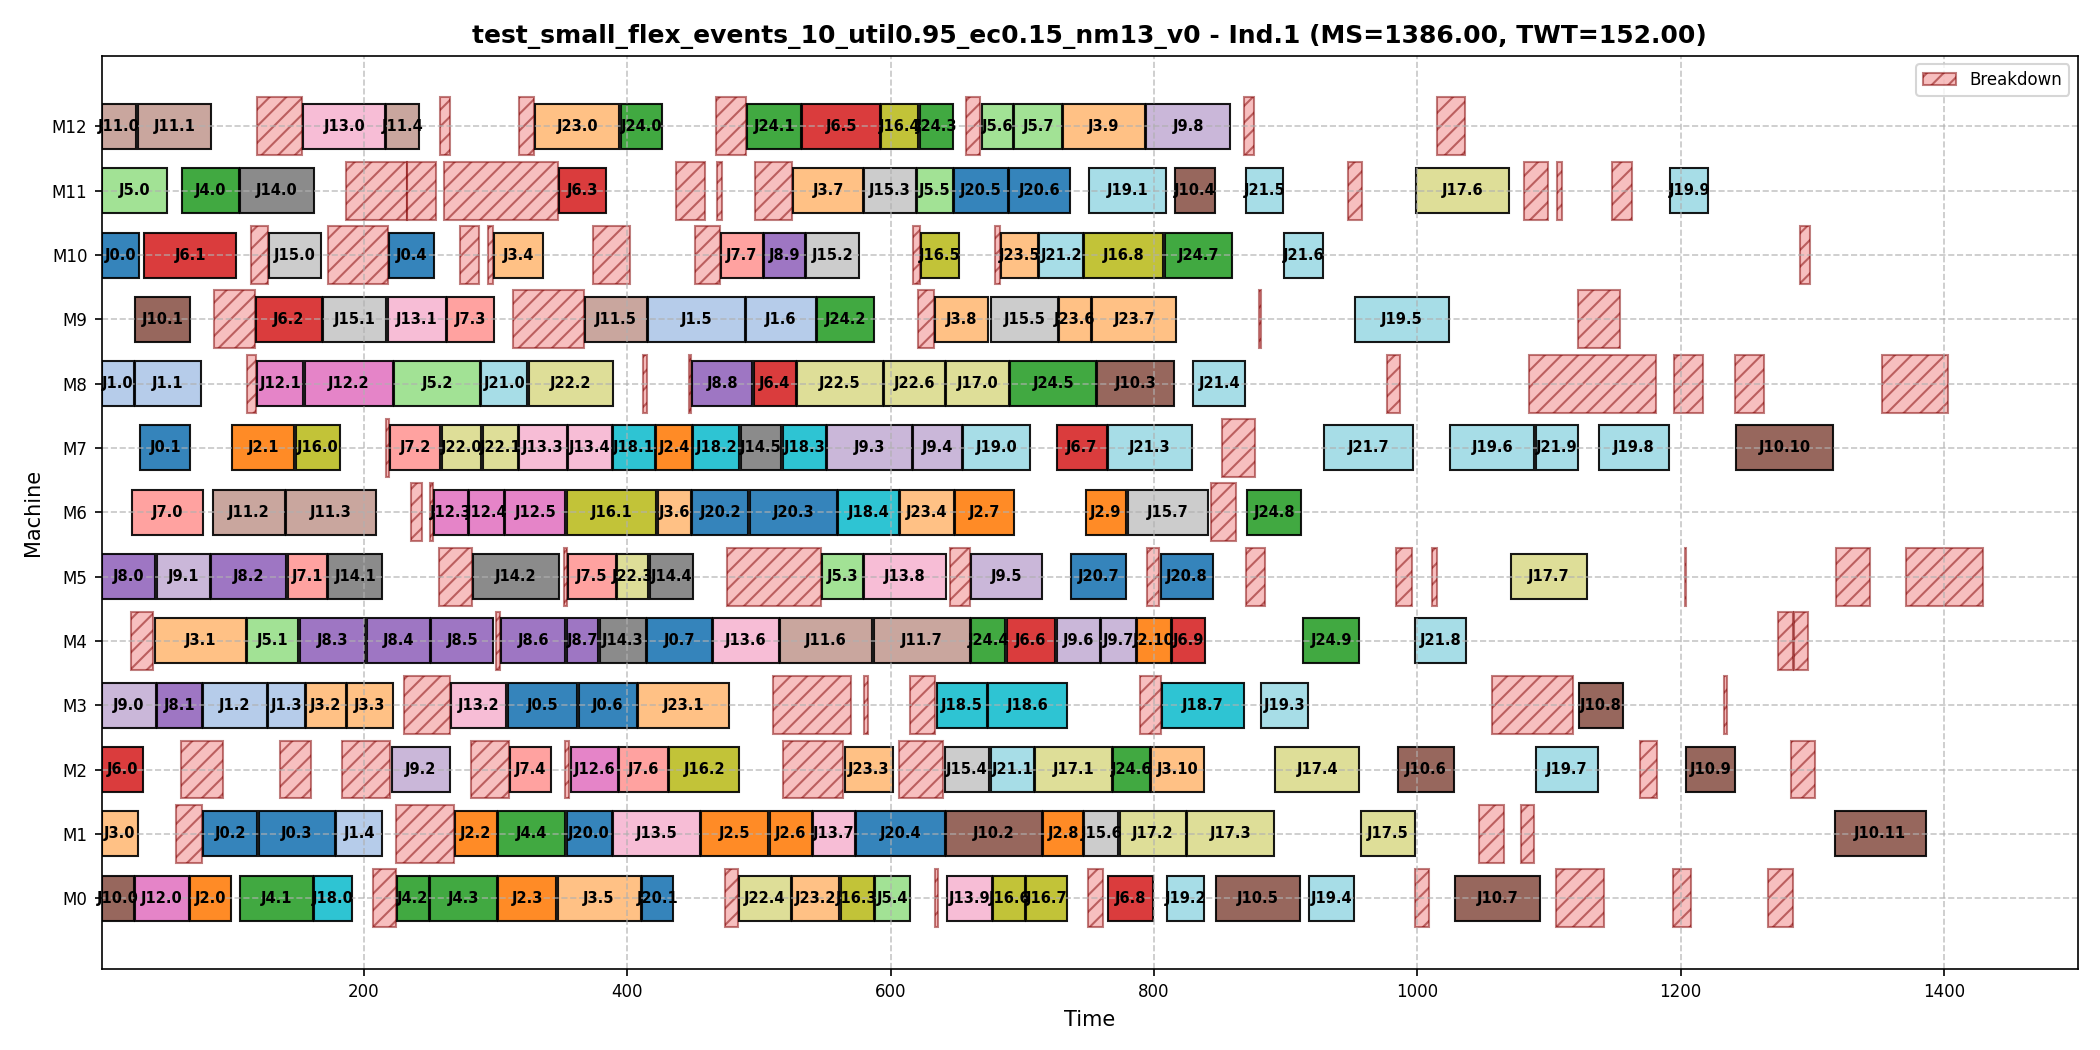 test_small_flex_events_10_util0.95_ec0.15_nm13_v0 - Ind.1 (MS=1386.00, TWT=152.00)
Breakdown
M12 J11.0 J11.1 J13.0 J11.4 J23.0 J24.0 J24.1 J6.5 J16.4 J24.3 J5.6 J5.7 J3.9 J9.8
M11 J5.0 J4.0 J14.0 J6.3 J3.7 J15.3 J5.5 J20.5 J20.6 J19.1 J10.4 J21.5 J17.6 J19.9
M10 J0.0 J6.1 J15.0 J0.4 J3.4 J7.7 J8.9 J15.2 J16.5 J23.5 J21.2 J16.8 J24.7 J21.6
M9 J10.1 J6.2 J15.1 J13.1 J7.3 J11.5 J1.5 J1.6 J24.2 J3.8 J15.5 J23.6 J23.7 J19.5
M8 J1.0 J1.1 J12.1 J12.2 J5.2 J21.0 J22.2 J8.8 J6.4 J22.5 J22.6 J17.0 J24.5 J10.3 J21.4
M7 J0.1 J2.1 J16.0 J7.2 J22.0 J22.1 J13.3 J13.4 J18.1 J2.4 J18.2 J14.5 J18.3 J9.3 J9.4 J19.0 J6.7 J21.3 J21.7 J19.6 J21.9 J19.8 J10.10
M6 J7.0 J11.2 J11.3 J12.3 J12.4 J12.5 J16.1 J3.6 J20.2 J20.3 J18.4 J23.4 J2.7 J2.9 J15.7 J24.8
M5 J8.0 J9.1 J8.2 J7.1 J14.1 J14.2 J7.5 J22.3 J14.4 J5.3 J13.8 J9.5 J20.7 J20.8 J17.7
M4 J3.1 J5.1 J8.3 J8.4 J8.5 J8.6 J8.7 J14.3 J0.7 J13.6 J11.6 J11.7 J24.4 J6.6 J9.6 J9.7 J2.10 J6.9 J24.9 J21.8
M3 J9.0 J8.1 J1.2 J1.3 J3.2 J3.3 J13.2 J0.5 J0.6 J23.1 J18.5 J18.6 J18.7 J19.3 J10.8
M2 J6.0 J9.2 J7.4 J12.6 J7.6 J16.2 J23.3 J15.4 J21.1 J17.1 J24.6 J3.10 J17.4 J10.6 J19.7 J10.9
M1 J3.0 J0.2 J0.3 J1.4 J2.2 J4.4 J20.0 J13.5 J2.5 J2.6 J13.7 J20.4 J10.2 J2.8 J15.6 J17.2 J17.3 J17.5 J10.11
M0 J10.0 J12.0 J2.0 J4.1 J18.0 J4.2 J4.3 J2.3 J3.5 J20.1 J22.4 J23.2 J16.3 J5.4 J13.9 J16.6 J16.7 J6.8 J19.2 J10.5 J19.4 J10.7
200 400 600 800 1000 1200 1400
Time
Machine